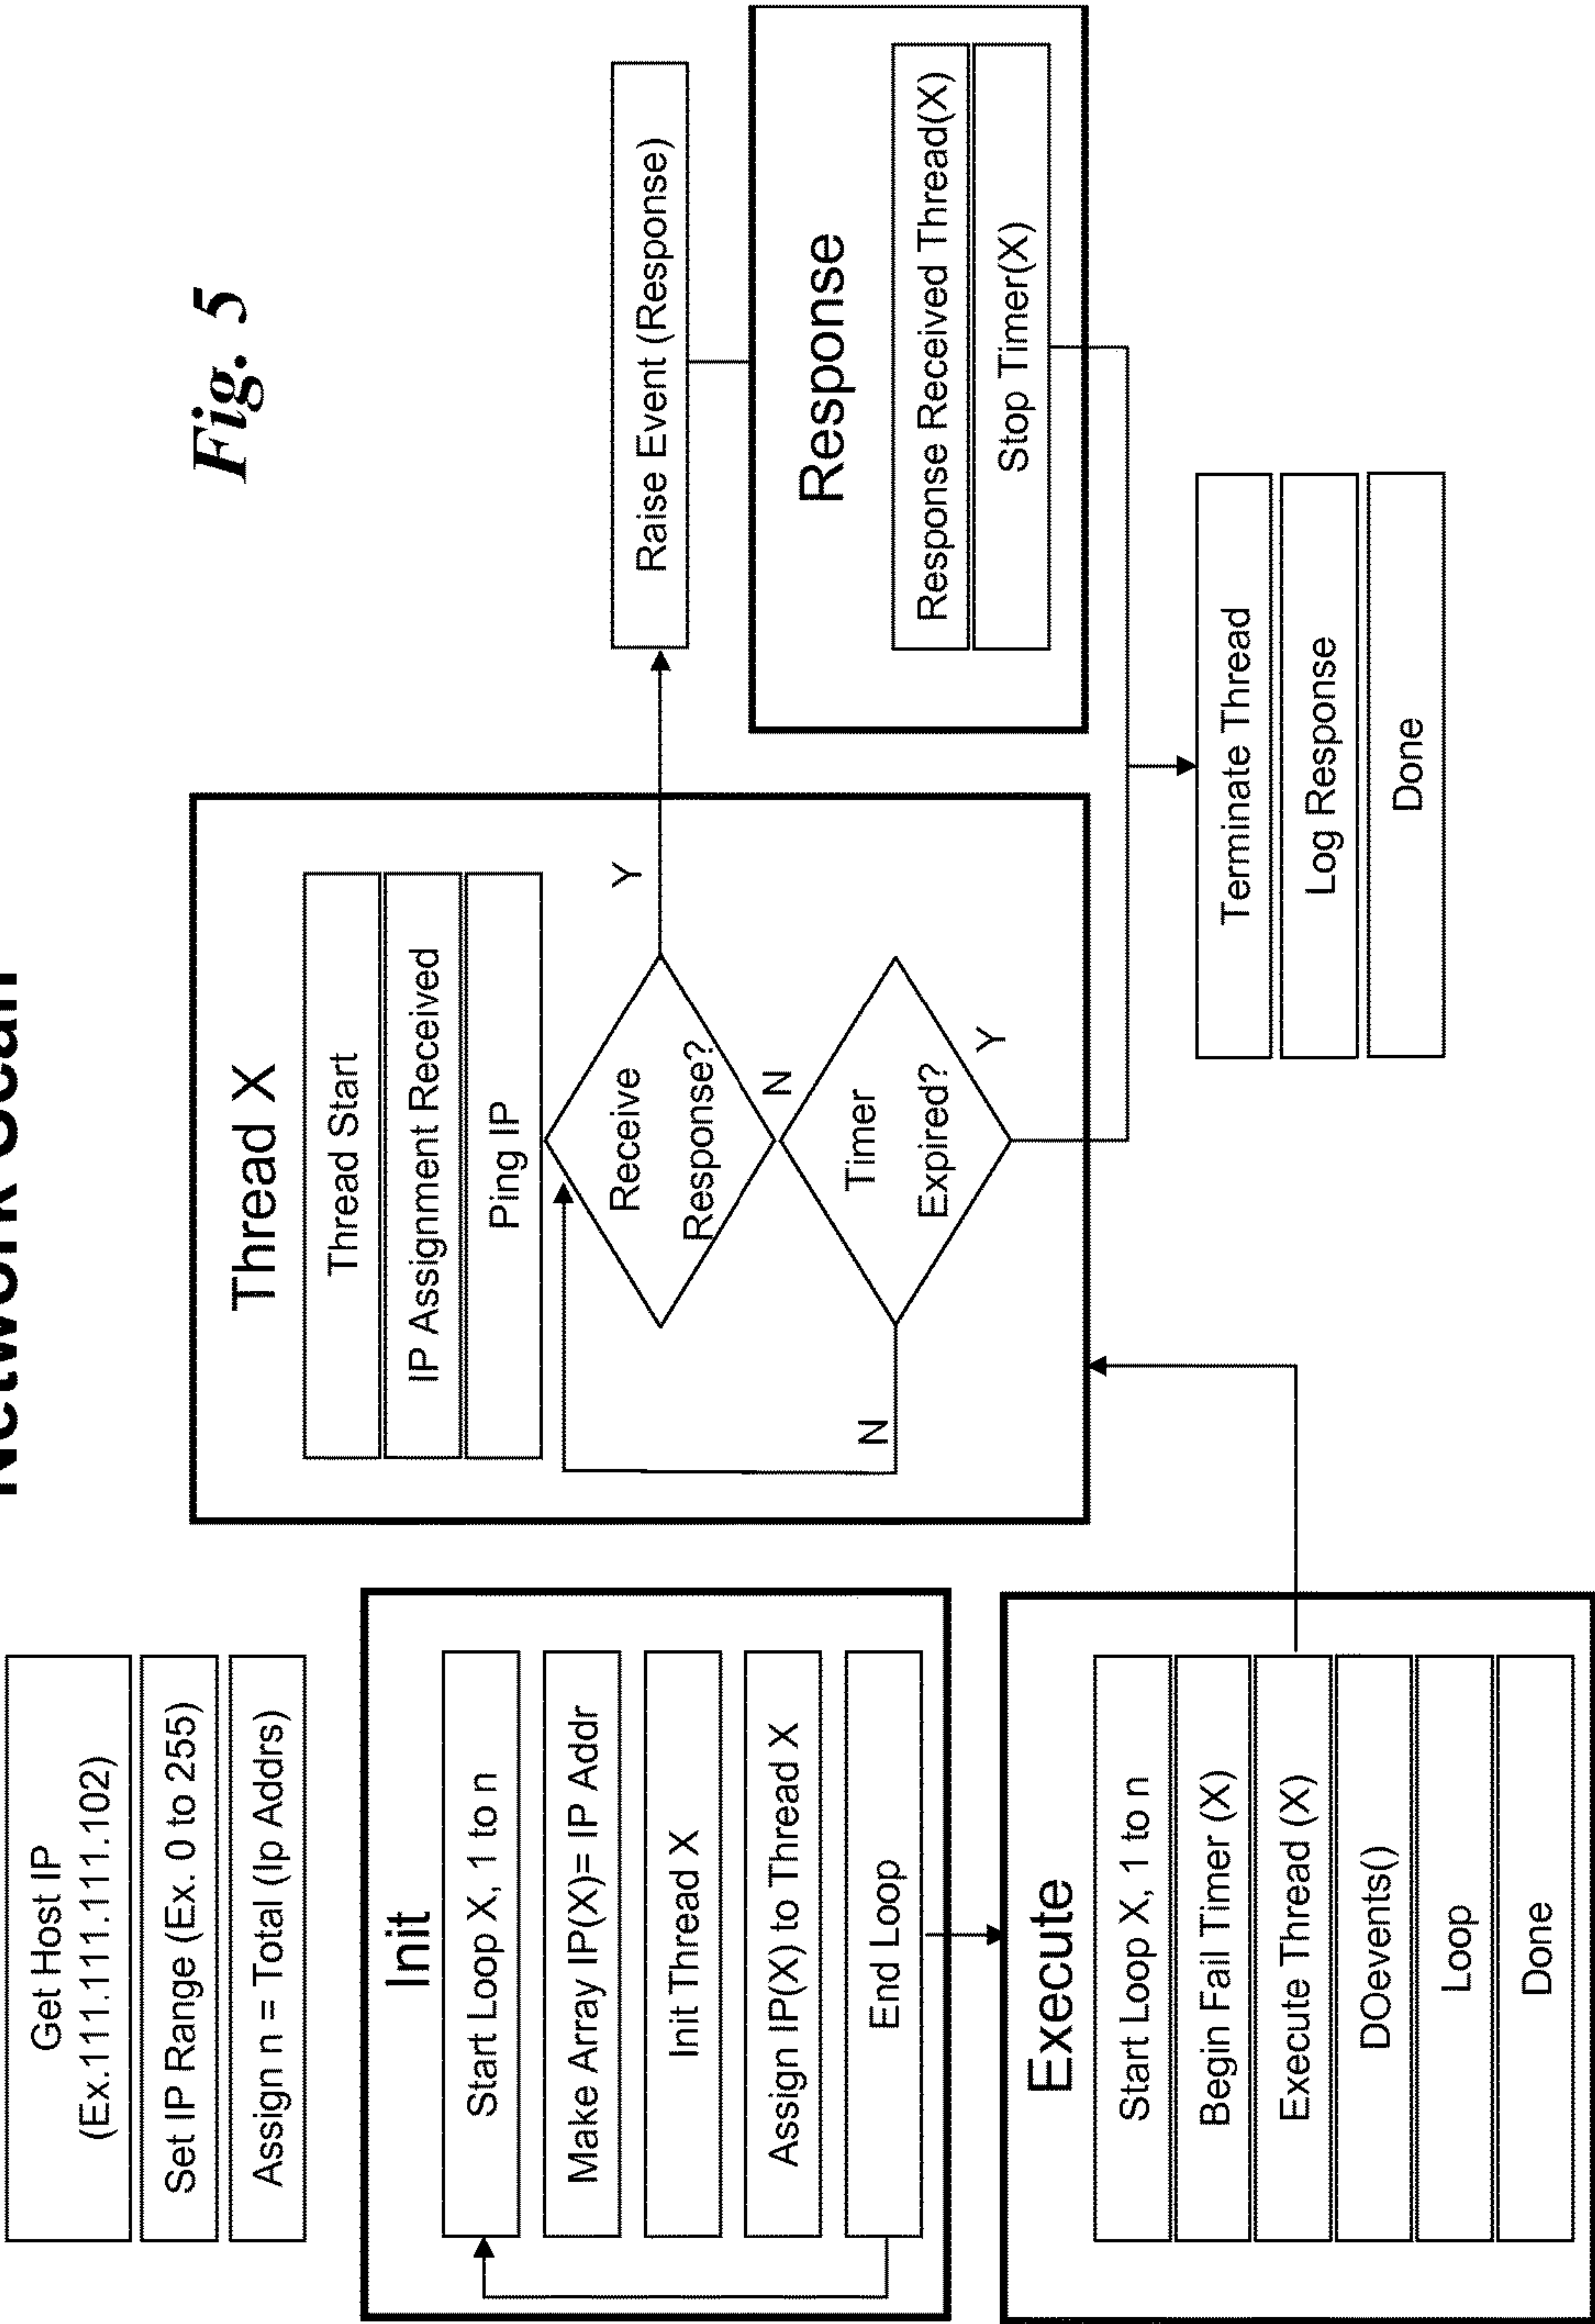 Network Scan
Fig. 5
Get Host IP
(Ex.111.111.111.102)
Set IP Range (Ex. 0 to 255)
Assign n = Total (Ip Addrs)
Init
Start Loop X, 1 to n
Make Array IP(X)= IP Addr
Init Thread X
Assign IP(X) to Thread X
End Loop
Execute
Start Loop X, 1 to n
Begin Fail Timer (X)
Execute Thread (X)
DOevents()
Loop
Done
Thread X
Thread Start
IP Assignment Received
Ping IP
Receive
Response?
Y
N
Timer
Expired?
N
Y
Raise Event (Response)
Response
Response Received Thread(X)
Stop Timer(X)
Terminate Thread
Log Response
Done